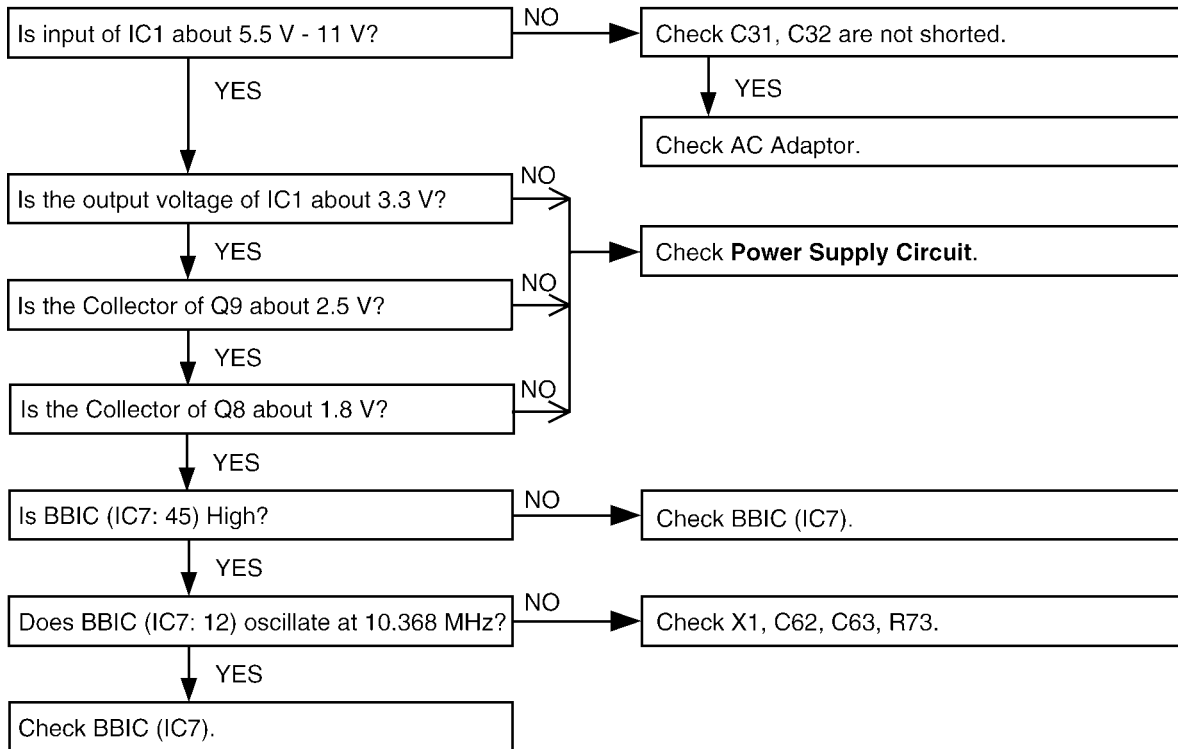 Is input of IC1 about 5.5 V - 11 V?
NO
Check C31, C32 are not shorted.
YES
YES
Check AC Adaptor.
Is the output voltage of IC1 about 3.3 V?
NO
YES
Check Power Supply Circuit.
Is the Collector of Q9 about 2.5 V?
NO
YES
Is the Collector of Q8 about 1.8 V?
NO
YES
Is BBIC (IC7: 45) High?
NO
Check BBIC (IC7).
YES
Does BBIC (IC7: 12) oscillate at 10.368 MHz?
NO
Check X1, C62, C63, R73.
YES
Check BBIC (IC7).